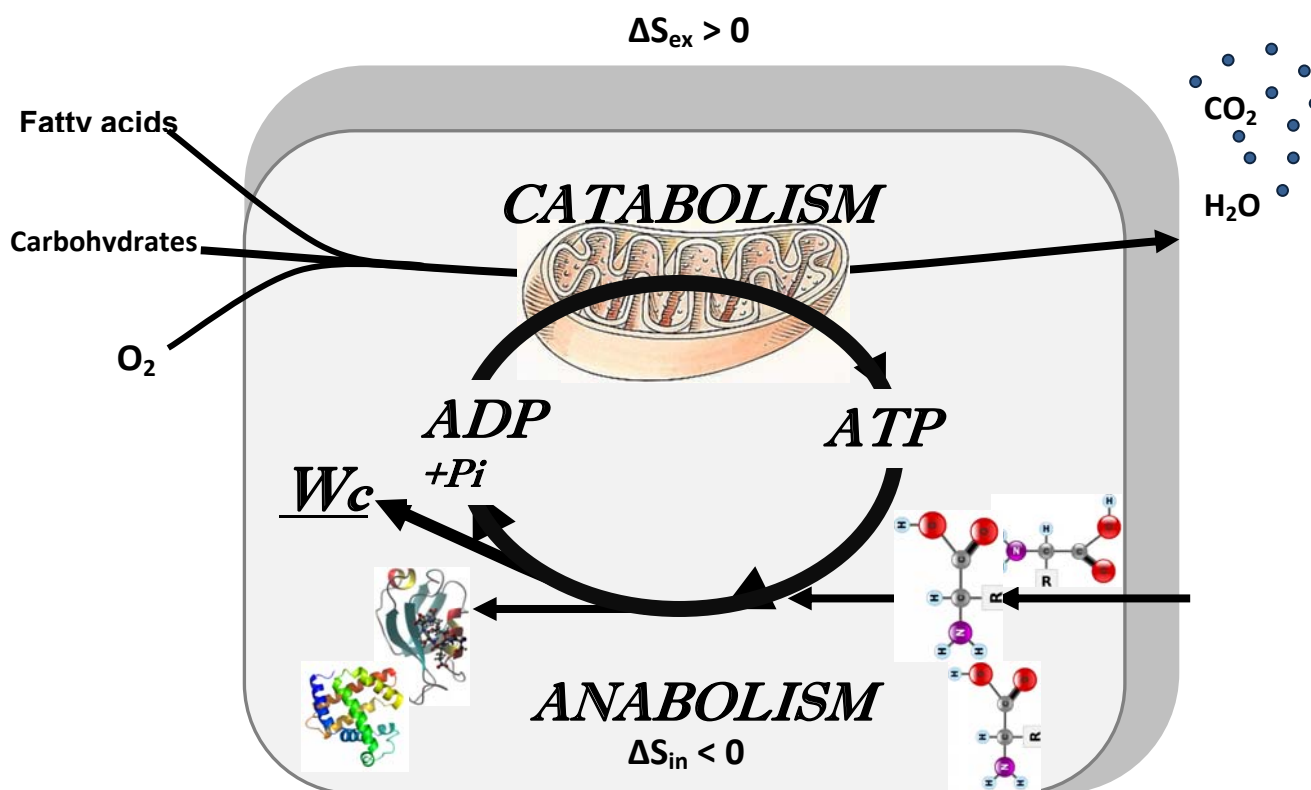 ΔSex > 0
Fatty acids
Carbohydrates
O2
CO2
H2O
CATABOLISM
ADP
+Pi
ATP
Wc
H
O
O
C
H
C
R
N
H
H
H
O
H
N
C
C
R
O
H
O
O
C
H
C
R
N
H
H
ANABOLISM
ΔSin < 0